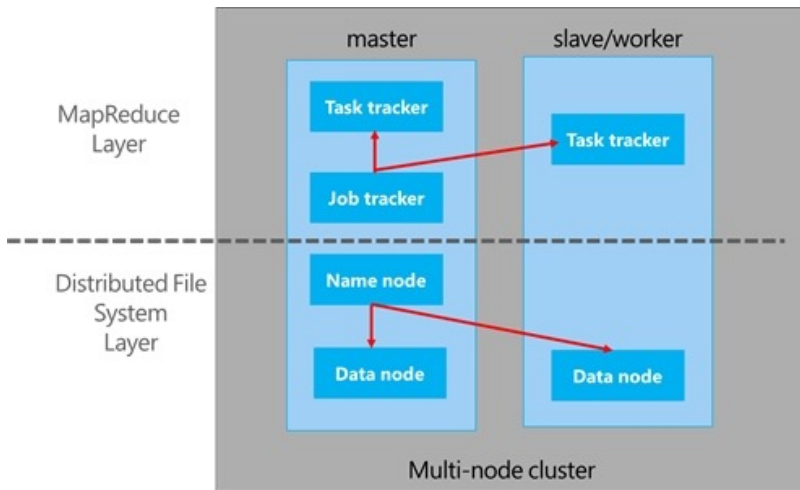 master
slave/worker
MapReduce
Layer
Task tracker
Task tracker
Job tracker
Distributed File
System
Layer
Name node
Data node
Data node
Multi-node cluster